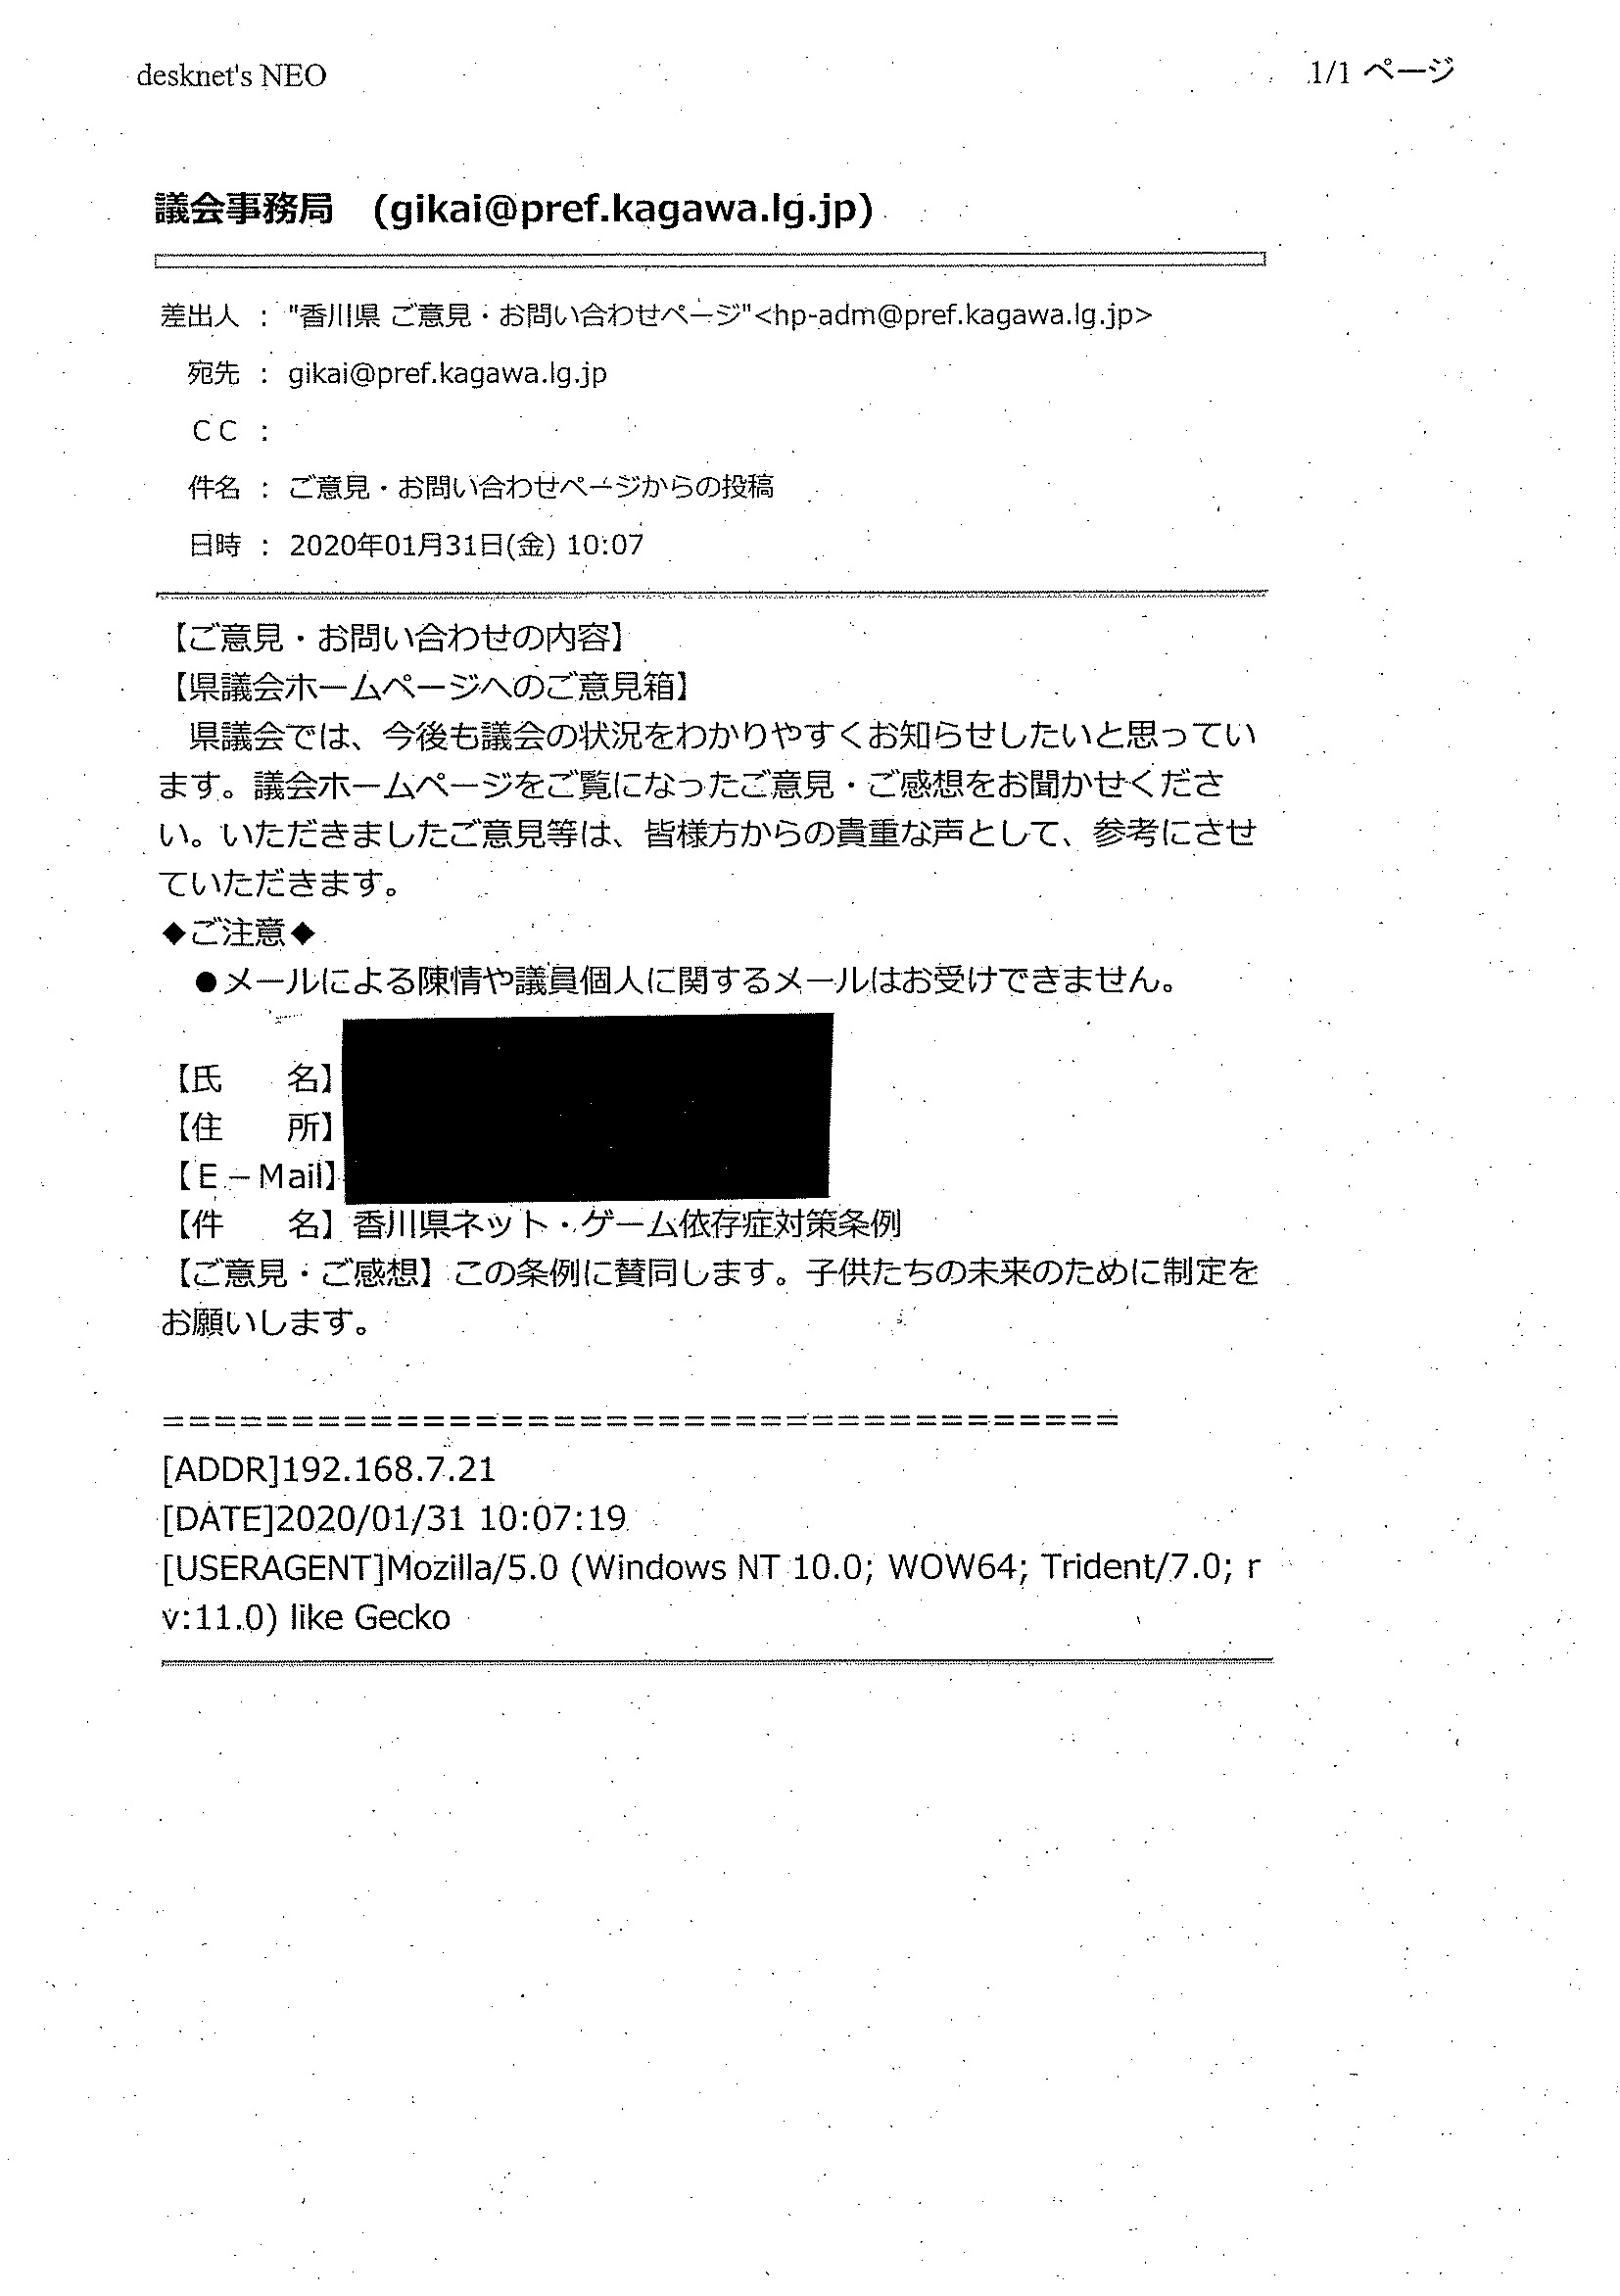 desknet's NEO
1/1 ページ
議会事務局 (gikai@pref.kagawa.lg.jp)
差出人 : "香川県 ご意見・お問い合わせページ"<hp-adm@pref.kagawa.lg.jp>
宛先 : gikai@pref.kagawa.lg.jp
CC :
件名 : ご意見・お問い合わせページからの投稿
日時 : 2020年01月31日(金) 10:07
【ご意見・お問い合わせの内容】
【県議会ホームページへのご意見箱】
県議会では、今後も議会の状況をわかりやすくお知らせしたいと思ってい
ます。議会ホームページをご覧になったご意見・ご感想をお聞かせくださ
い。いただきましたご意見等は、皆様方からの貴重な声として、参考にさせ
ていただきます。
◆ご注意◆
●メールによる陳情や議員個人に関するメールはお受けできません。
【氏　　名】
【住　　所】
【E－Mail】
【件　　名】香川県ネット・ゲーム依存症対策条例
【ご意見・ご感想】この条例に賛同します。子供たちの未来のために制定を
お願いします。
=====================================
[ADDR]192.168.7.21
[DATE]2020/01/31 10:07:19
[USERAGENT]Mozilla/5.0 (Windows NT 10.0; WOW64; Trident/7.0; r
v:11.0) like Gecko